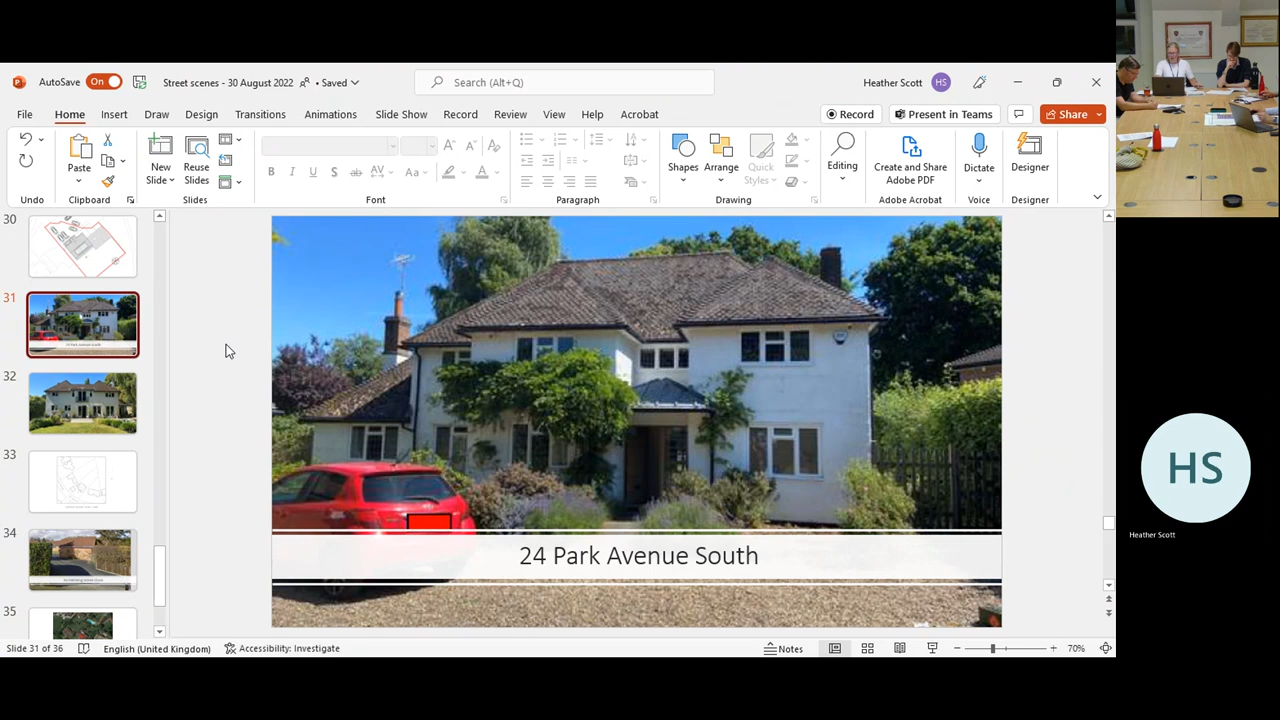 AutoSave On Street scenes - 30 August 2022 • Saved Search (Alt+Q) Heather Scott HS
File Home Insert Draw Design Transitions Animations Slide Show Record Review View Help Acrobat Record Present in Teams Share
Paste New Slide Reuse Slides B I U S ab AV Aa A Shapes Arrange Quick Styles Editing Create and Share Adobe PDF Dictate Designer
Undo Clipboard Slides Font Paragraph Drawing Adobe Acrobat Voice Designer
30
31
32
33
34
35
24 Park Avenue South
HS
Heather Scott
Slide 31 of 36 English (United Kingdom) Accessibility: Investigate Notes 70%